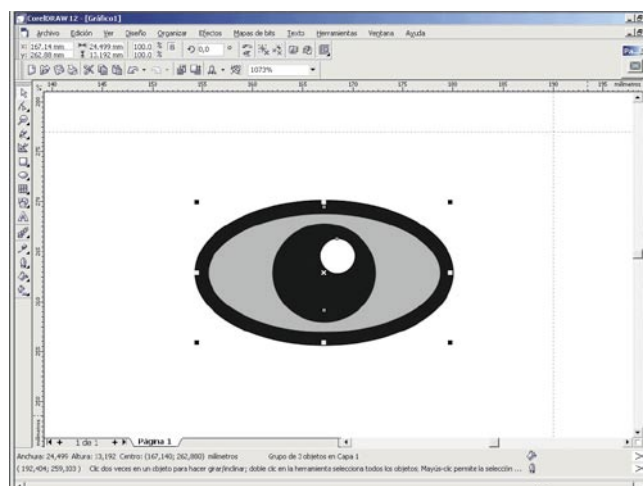 CorelDRAW 12 - [Gráfico1]
Archivo Edición Ver Diseño Organizar Efectos Mapas de bits Texto Herramientas Ventana Ayuda
x: 167,14 mm 24,499 mm 100.0 % 0,0 °
y: 262,88 mm 13,192 mm 100.0 %
1073%
140 145 150 155 160 165 170 175 180 185 190 195 milímetros
Página 1
1 de 1
Anchura: 24,499 Altura: 13,192 Centro: (167,140; 262,880) milímetros Grupo de 3 objetos en Capa 1
( 192,404; 259,333 ) Clic dos veces en un objeto para hacer girar/inclinar; doble clic en la herramienta selecciona todos los objetos; Mayús-clic permite la selección ...